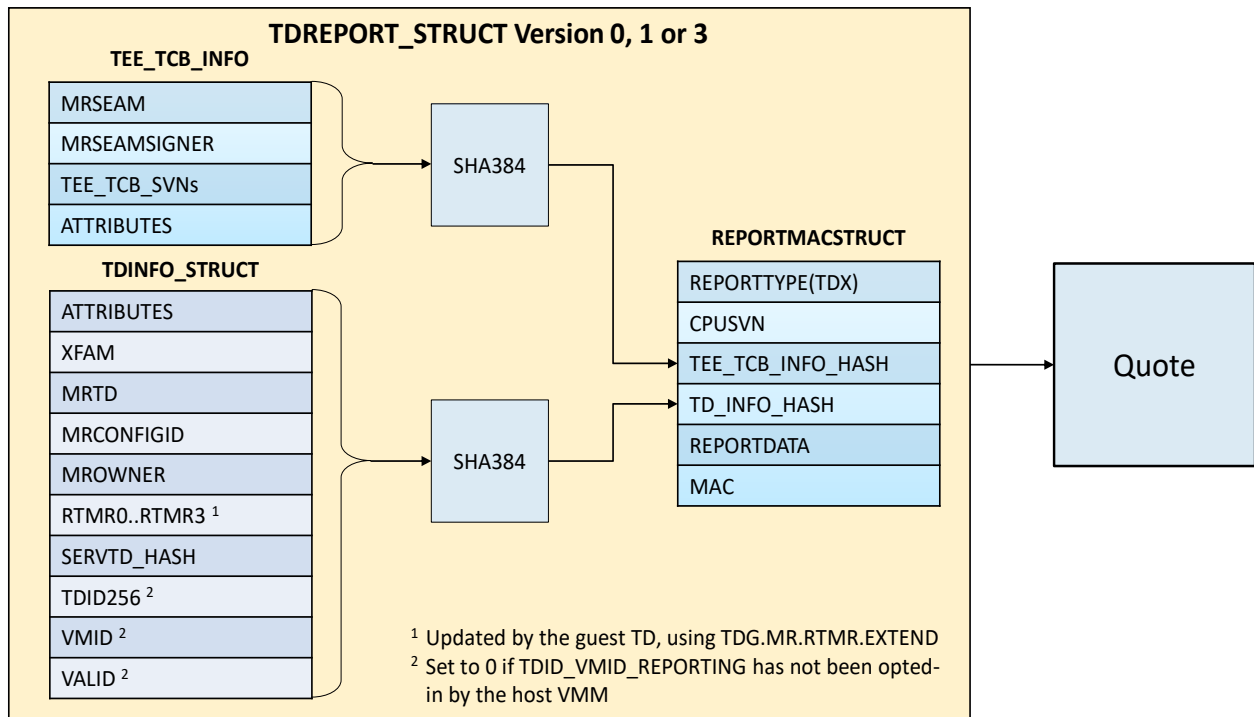 TDREPORT_STRUCT Version 0, 1 or 3
TEE_TCB_INFO
MRSEAM
MRSEAMSIGNER
TEE_TCB_SVNs
ATTRIBUTES
SHA384
TDINFO_STRUCT
ATTRIBUTES
XFAM
MRTD
MRCONFIGID
MROWNER
RTMR0..RTMR3 ¹
SERVTD_HASH
TDID256 ²
VMID ²
VALID ²
SHA384
REPORTMACSTRUCT
REPORTTYPE(TDX)
CPUSVN
TEE_TCB_INFO_HASH
TD_INFO_HASH
REPORTDATA
MAC
Quote
¹ Updated by the guest TD, using TDG.MR.RTMR.EXTEND
² Set to 0 if TDID_VMID_REPORTING has not been opted-
in by the host VMM